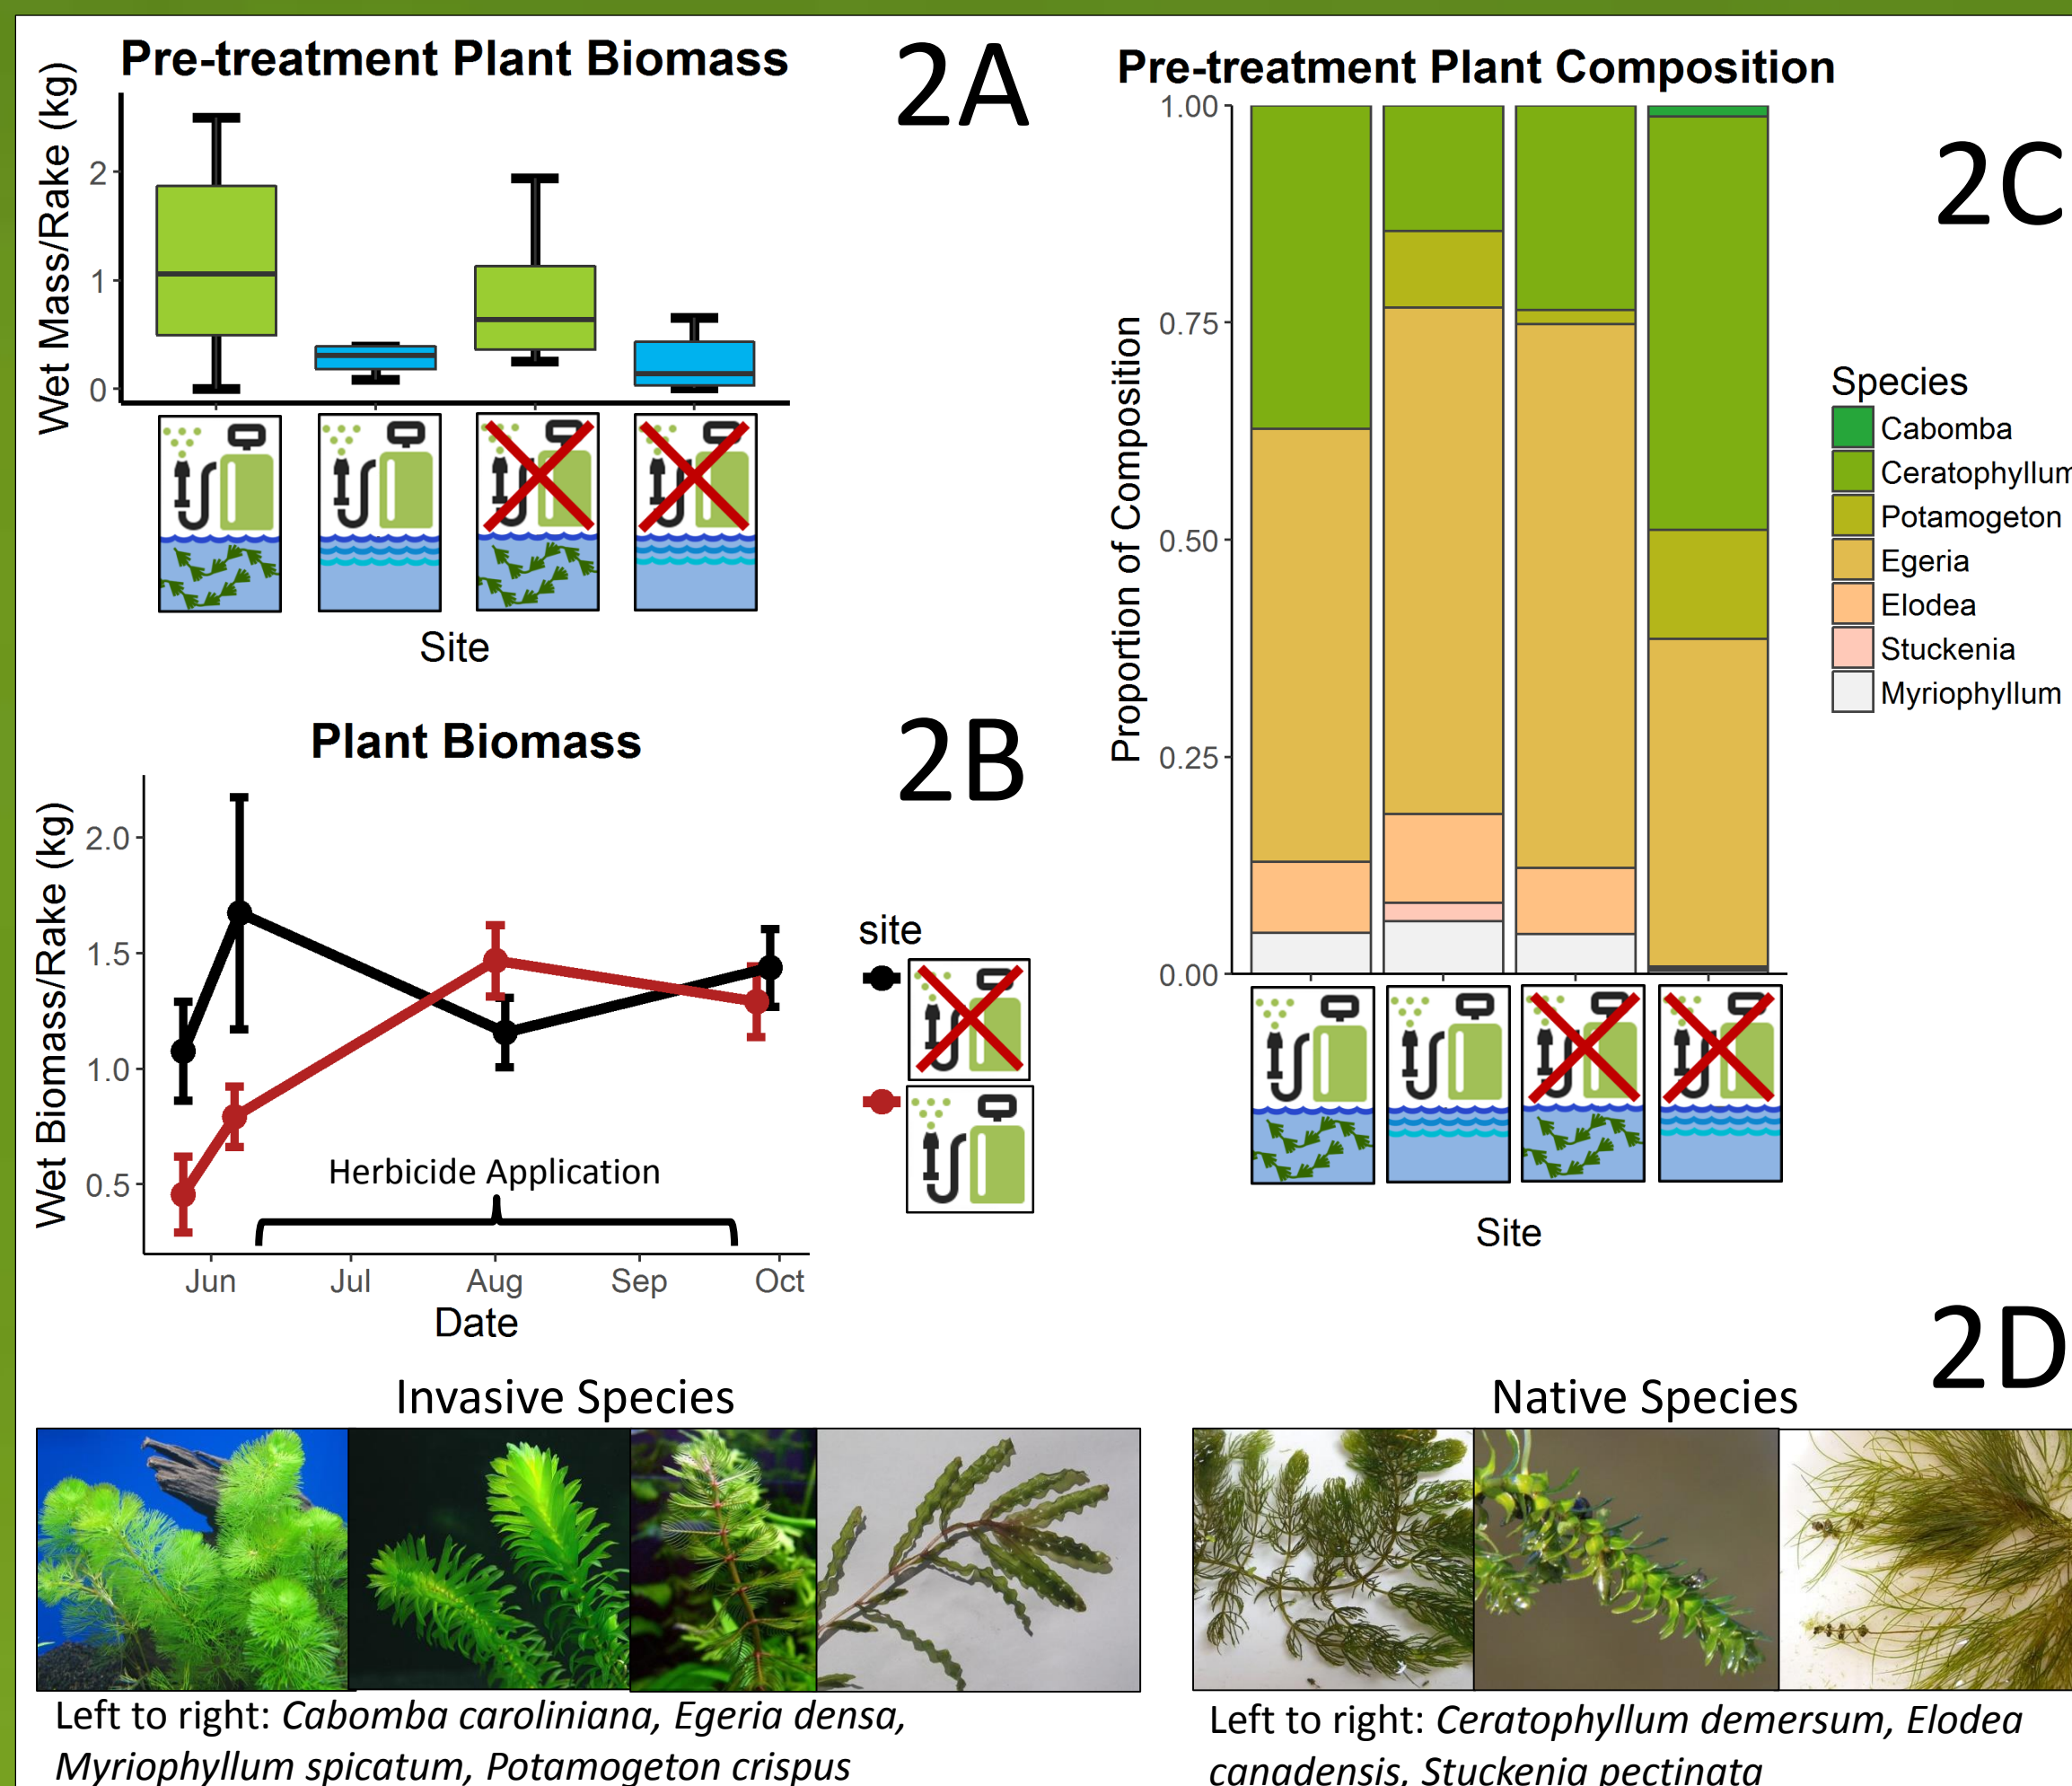 Pre-treatment Plant Biomass
2A
Wet Mass/Rake (kg)
2
1
0
Site
Plant Biomass
2B
Wet Biomass/Rake (kg)
2.0
1.5
1.0
0.5
Herbicide Application
Jun Jul Aug Sep Oct
Date
site
Pre-treatment Plant Composition
2C
Proportion of Composition
1.00
0.75
0.50
0.25
0.00
Site
Species
Cabomba
Ceratophyllum
Potamogeton
Egeria
Elodea
Stuckenia
Myriophyllum
2D
Invasive Species
Left to right: Cabomba caroliniana, Egeria densa,
Myriophyllum spicatum, Potamogeton crispus
Native Species
Left to right: Ceratophyllum demersum, Elodea
canadensis, Stuckenia pectinata